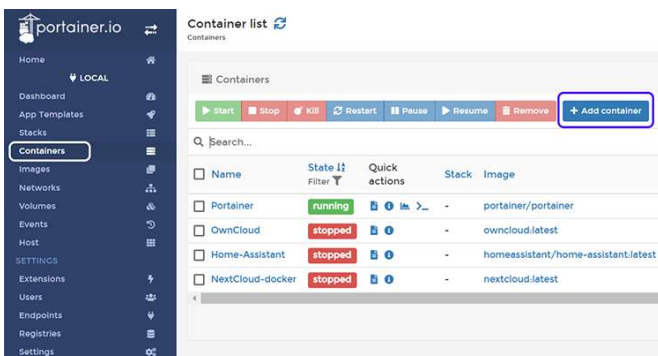 portainer.io
Home
LOCAL
Dashboard
App Templates
Stacks
Containers
Images
Networks
Volumes
Events
Host
SETTINGS
Extensions
Users
Endpoints
Registries
Settings
Container list
Containers
Containers
Start Stop Kill Restart Pause Resume Remove + Add container
Search...
Name State Filter Quick actions Stack Image
Portainer running >_ - portainer/portainer
OwnCloud stopped - owncloud:latest
Home-Assistant stopped - homeassistant/home-assistant:latest
NextCloud-docker stopped - nextcloud:latest